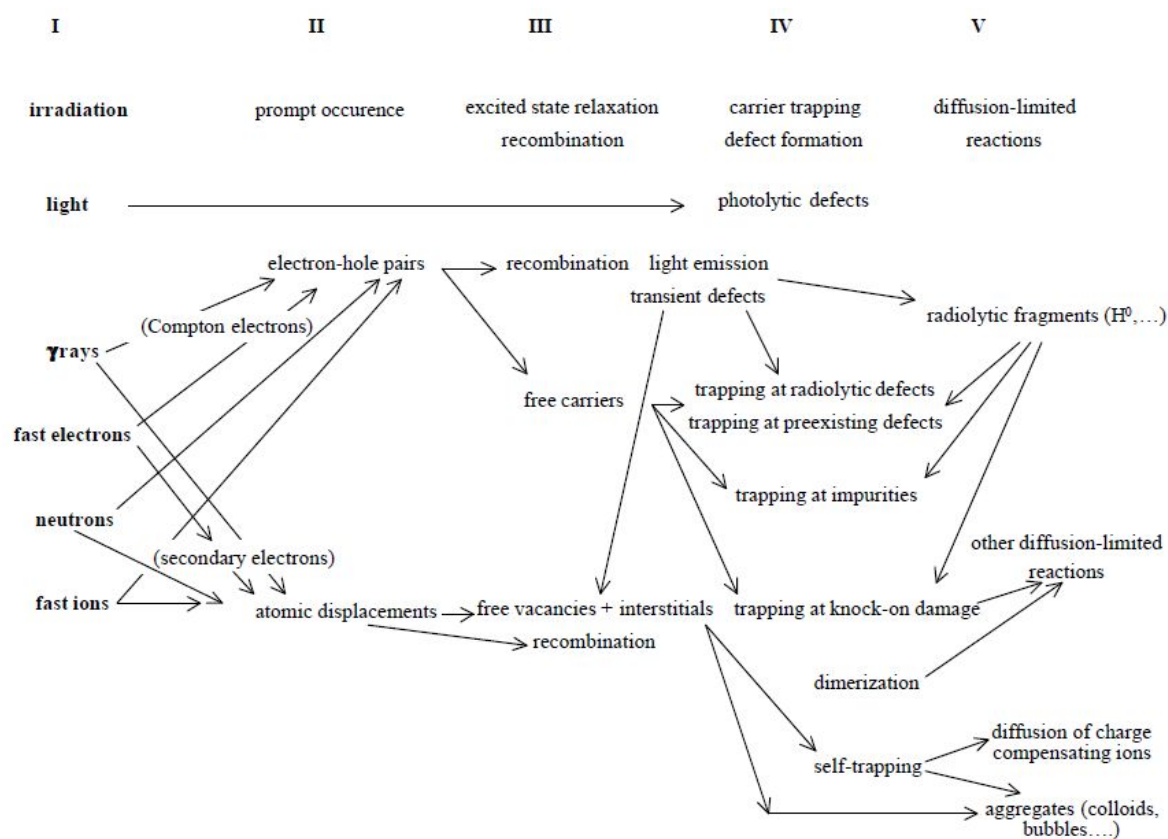 I II III IV V
irradiation prompt occurence excited state relaxation carrier trapping diffusion-limited
recombination defect formation reactions
light photolytic defects
electron-hole pairs recombination light emission
transient defects
radiolytic fragments (H⁰,…)
(Compton electrons)
γrays
trapping at radiolytic defects
free carriers
trapping at preexisting defects
fast electrons
trapping at impurities
neutrons
other diffusion-limited
(secondary electrons)
reactions
fast ions
atomic displacements free vacancies + interstitials trapping at knock-on damage
recombination
dimerization
diffusion of charge
compensating ions
self-trapping
aggregates (colloids,
bubbles….)